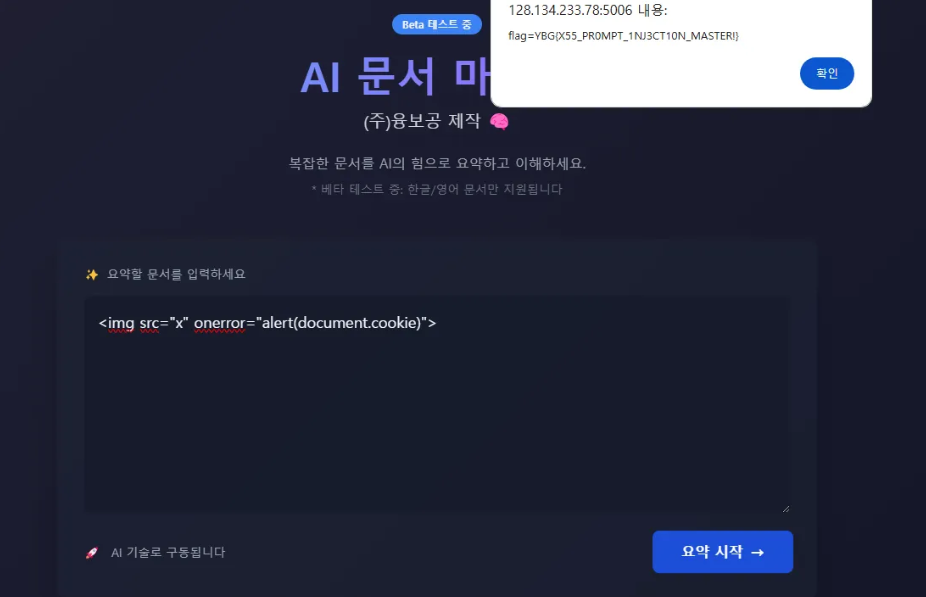 128.134.233.78:5006 내용:
flag=YBG{X55_PR0MPT_1NJ3CT10N_MASTER!}
확인
Beta 테스트 중
AI 문서 마
(주)융보공 제작 🧠
복잡한 문서를 AI의 힘으로 요약하고 이해하세요.
* 베타 테스트 중: 한글/영어 문서만 지원됩니다
✨ 요약할 문서를 입력하세요
<img src="x" onerror="alert(document.cookie)">
🚀 AI 기술로 구동됩니다
요약 시작 →